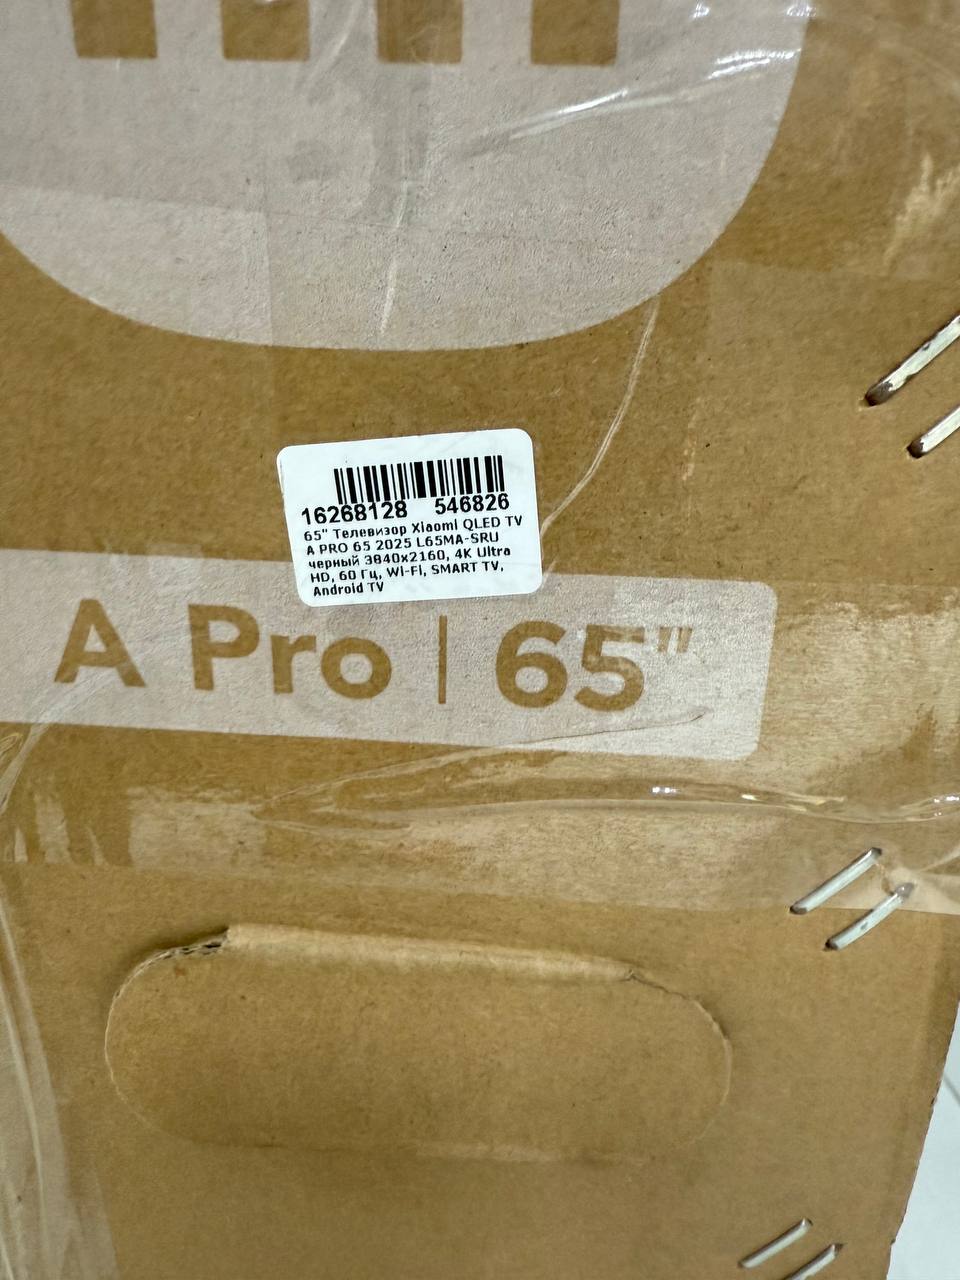 16268128 546826
65" Телевизор Xiaomi QLED TV
A PRO 65 2025 L65MA-SRU
черный 3840x2160, 4K Ultra
HD, 60 Гц, Wi-Fi, SMART TV,
Android TV
A Pro | 65"